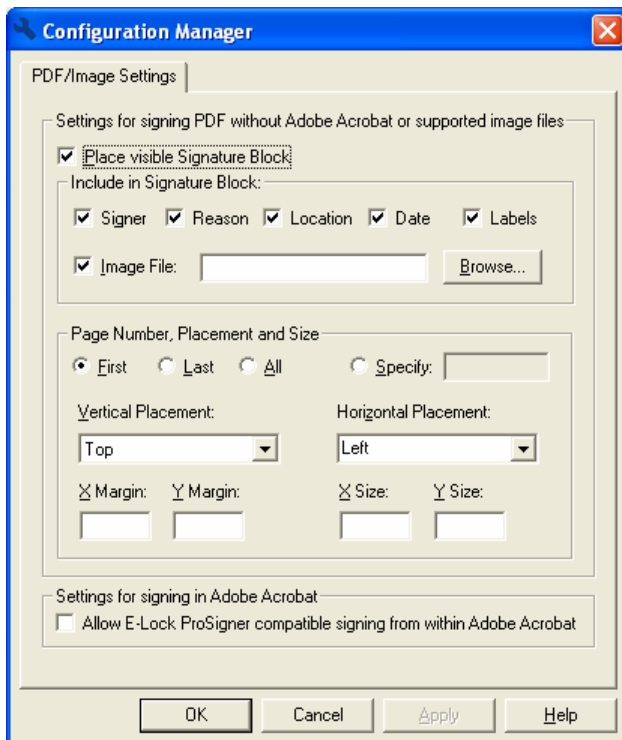 Configuration Manager
PDF/Image Settings
Settings for signing PDF without Adobe Acrobat or supported image files
Place visible Signature Block
Include in Signature Block:
Signer Reason Location Date Labels
Image File: Browse...
Page Number, Placement and Size
First Last All Specify:
Vertical Placement: Horizontal Placement:
Top Left
X Margin: Y Margin: X Size: Y Size:
Settings for signing in Adobe Acrobat
Allow E-Lock ProSigner compatible signing from within Adobe Acrobat
OK Cancel Apply Help